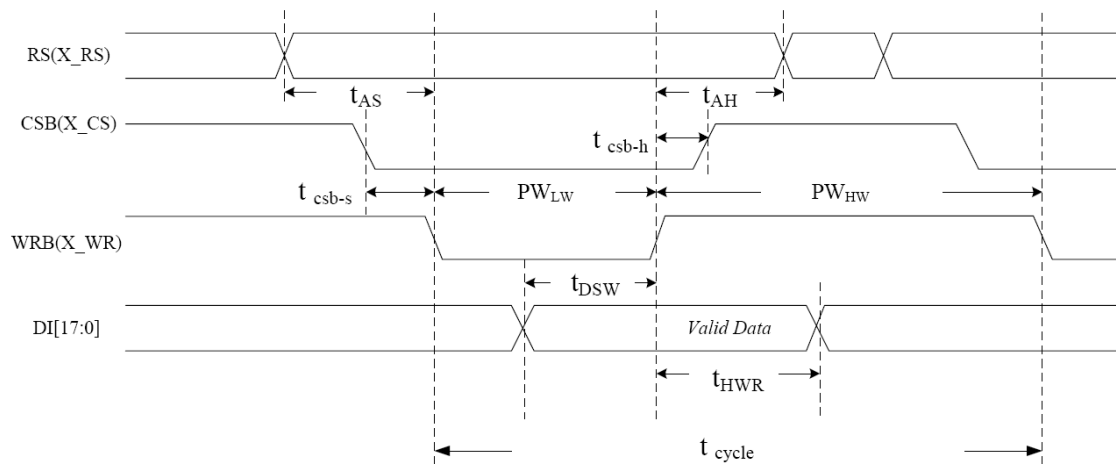 RS(X_RS)
tAS
tAH
CSB(X_CS)
t csb-h
t csb-s
PWLW
PWHW
WRB(X_WR)
tDSW
DI[17:0]
Valid Data
tHWR
t cycle